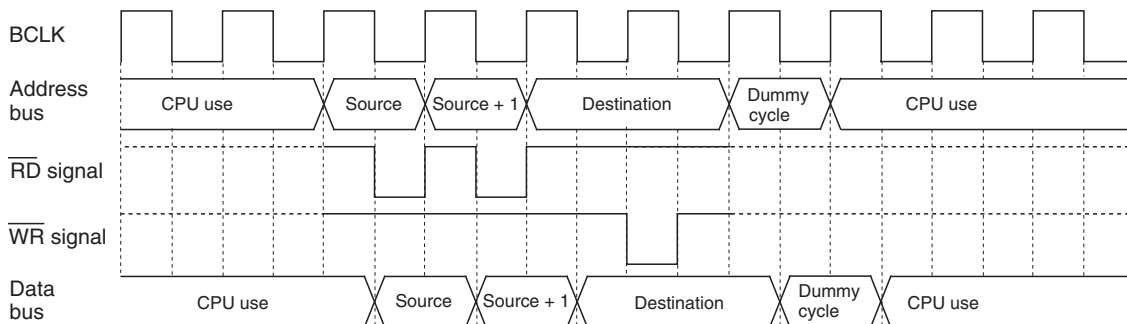 BCLK
Address bus
CPU use
Source
Source + 1
Destination
Dummy cycle
CPU use
RD signal
WR signal
Data bus
CPU use
Source
Source + 1
Destination
Dummy cycle
CPU use